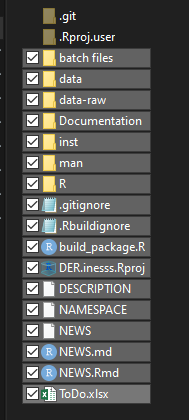 .git
.Rproj.user
batch files
data
data-raw
Documentation
inst
man
R
.gitignore
.Rbuildignore
build_package.R
DER.inesss.Rproj
DESCRIPTION
NAMESPACE
NEWS
NEWS.md
NEWS.Rmd
ToDo.xlsx